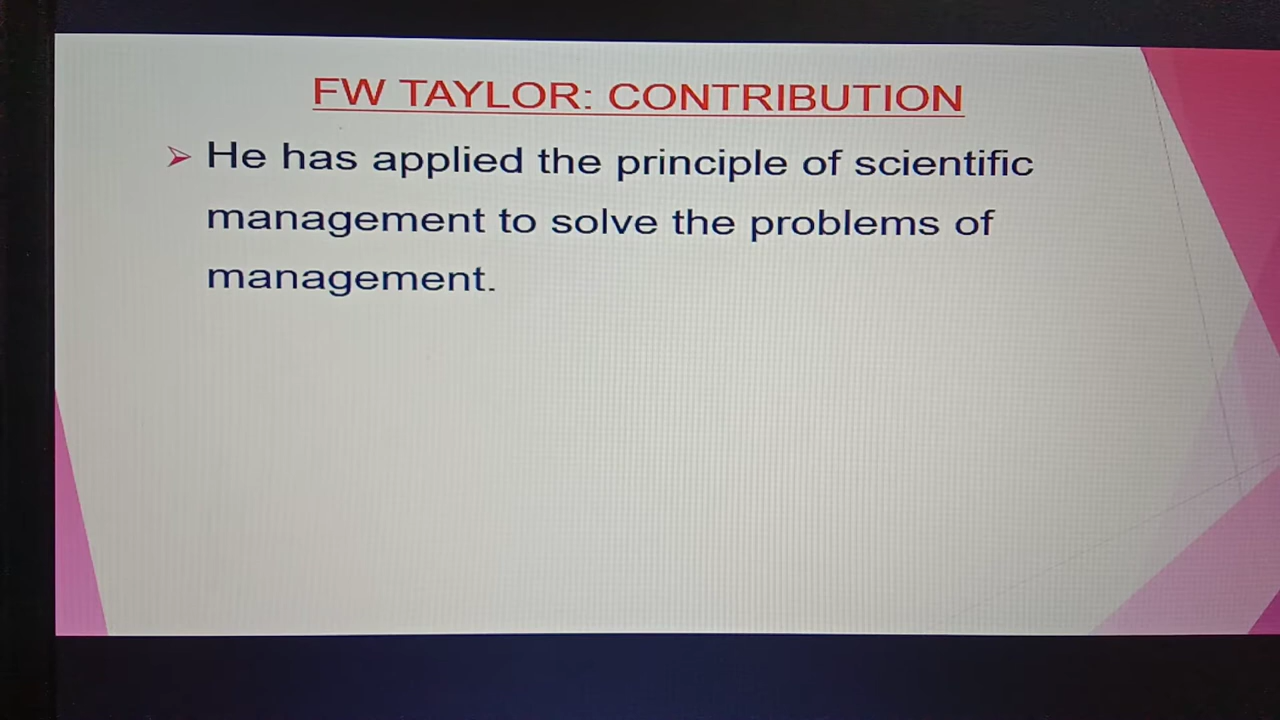 FW TAYLOR: CONTRIBUTION
He has applied the principle of scientific
management to solve the problems of
management.